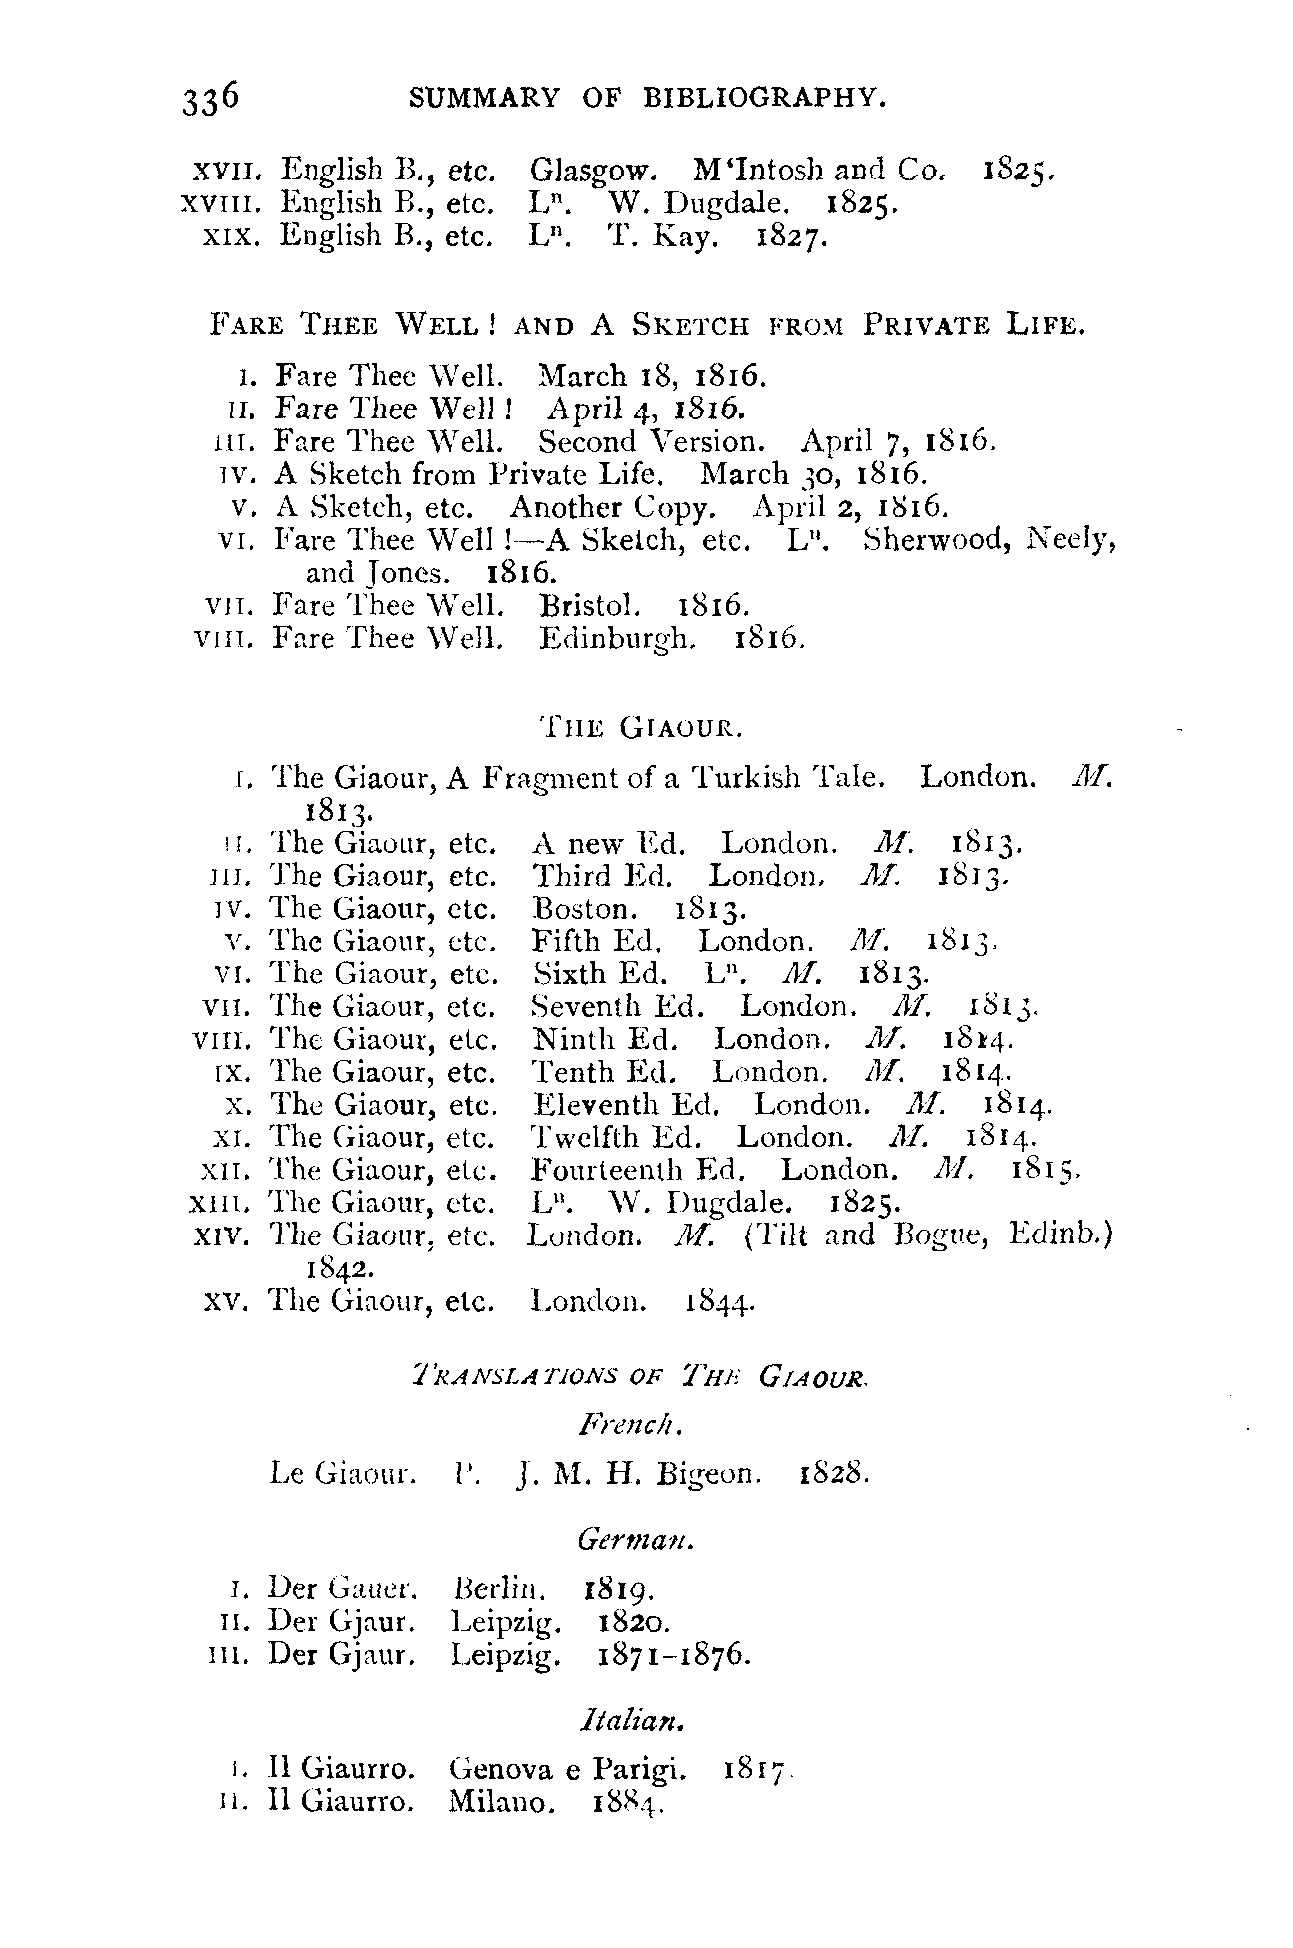 336 SUMMARY OF BIBLIOGRAPHY.
XVII. English B., etc. Glasgow. M‘Intosh and Co. 1825.
XVIII. English B., etc. Lⁿ. W. Dugdale. 1825.
XIX. English B., etc. Lⁿ. T. Kay. 1827.
FARE THEE WELL! AND A SKETCH FROM PRIVATE LIFE.
I. Fare Thee Well. March 18, 1816.
II. Fare Thee Well! April 4, 1816.
III. Fare Thee Well. Second Version. April 7, 1816.
IV. A Sketch from Private Life. March 30, 1816.
V. A Sketch, etc. Another Copy. April 2, 1816.
VI. Fare Thee Well!—A Sketch, etc. Lⁿ. Sherwood, Neely,
and Jones. 1816.
VII. Fare Thee Well. Bristol. 1816.
VIII. Fare Thee Well. Edinburgh. 1816.
THE GIAOUR.
I. The Giaour, A Fragment of a Turkish Tale. London. M.
1813.
II. The Giaour, etc. A new Ed. London. M. 1813.
III. The Giaour, etc. Third Ed. London. M. 1813.
IV. The Giaour, etc. Boston. 1813.
V. The Giaour, etc. Fifth Ed. London. M. 1813.
VI. The Giaour, etc. Sixth Ed. Lⁿ. M. 1813.
VII. The Giaour, etc. Seventh Ed. London. M. 1813.
VIII. The Giaour, etc. Ninth Ed. London. M. 1814.
IX. The Giaour, etc. Tenth Ed. London. M. 1814.
X. The Giaour, etc. Eleventh Ed. London. M. 1814.
XI. The Giaour, etc. Twelfth Ed. London. M. 1814.
XII. The Giaour, etc. Fourteenth Ed. London. M. 1815.
XIII. The Giaour, etc. Lⁿ. W. Dugdale. 1825.
XIV. The Giaour, etc. London. M. (Tilt and Bogue, Edinb.)
1842.
XV. The Giaour, etc. London. 1844.
TRANSLATIONS OF THE GIAOUR.
French.
Le Giaour. P. J. M. H. Bigeon. 1828.
German.
I. Der Gauer. Berlin. 1819.
II. Der Gjaur. Leipzig. 1820.
III. Der Gjaur. Leipzig. 1871-1876.
Italian.
I. Il Giaurro. Genova e Parigi. 1817.
II. Il Giaurro. Milano. 1884.